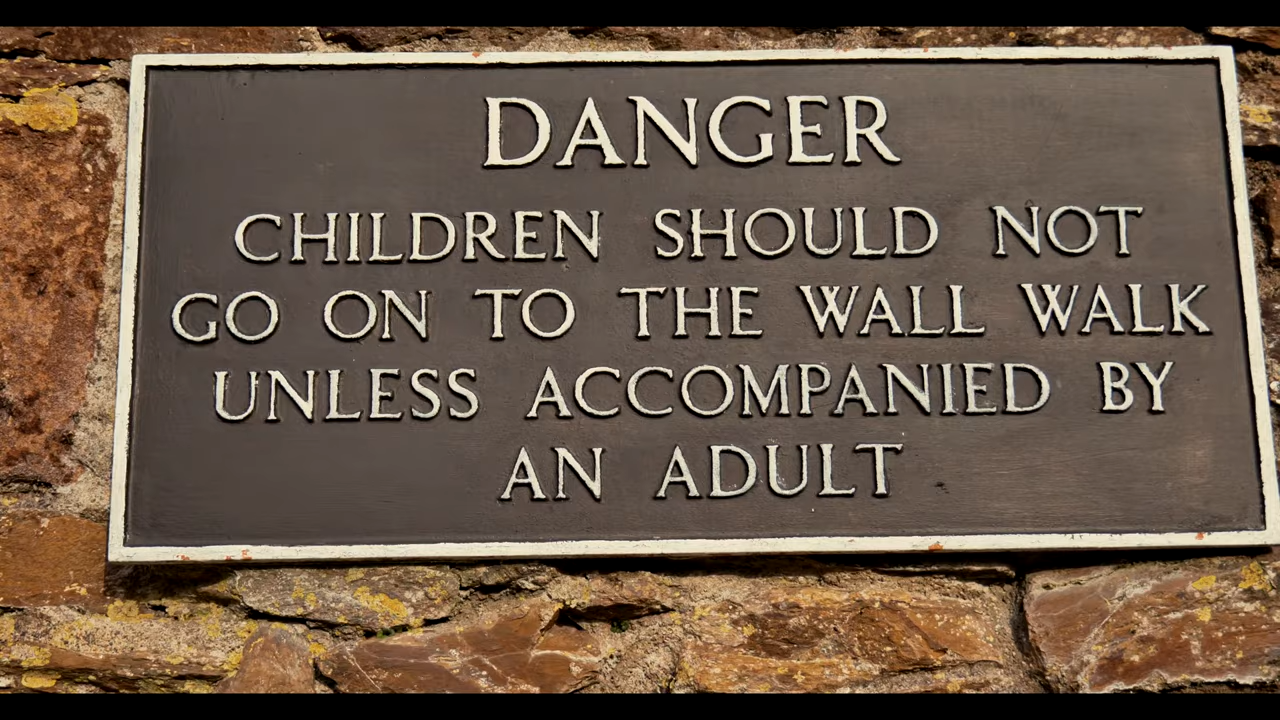 DANGER
CHILDREN SHOULD NOT
GO ON TO THE WALL WALK
UNLESS ACCOMPANIED BY
AN ADULT